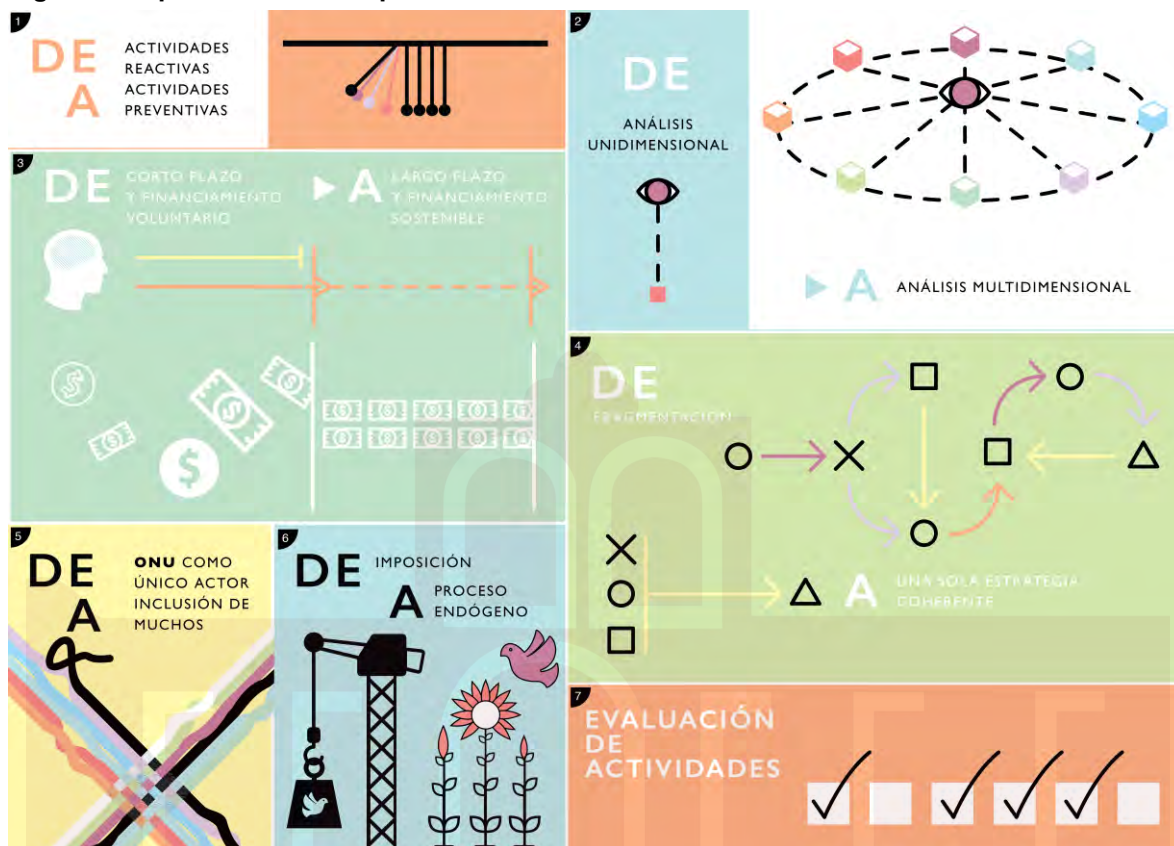 1
DE
A
ACTIVIDADES
REACTIVAS
ACTIVIDADES
PREVENTIVAS
2
DE
ANÁLISIS
UNIDIMENSIONAL
A ANÁLISIS MULTIDIMENSIONAL
3
DE
CORTO PLAZO
Y FINANCIAMIENTO
VOLUNTARIO
A
LARGO PLAZO
Y FINANCIAMIENTO
SOSTENIBLE
4
DE
FRAGMENTACIÓN
A
UNA SOLA ESTRATEGIA
COHERENTE
5
DE
A
ONU COMO
ÚNICO ACTOR
INCLUSIÓN DE
MUCHOS
6
DE IMPOSICIÓN
A PROCESO
ENDÓGENO
7
EVALUACIÓN
DE
ACTIVIDADES